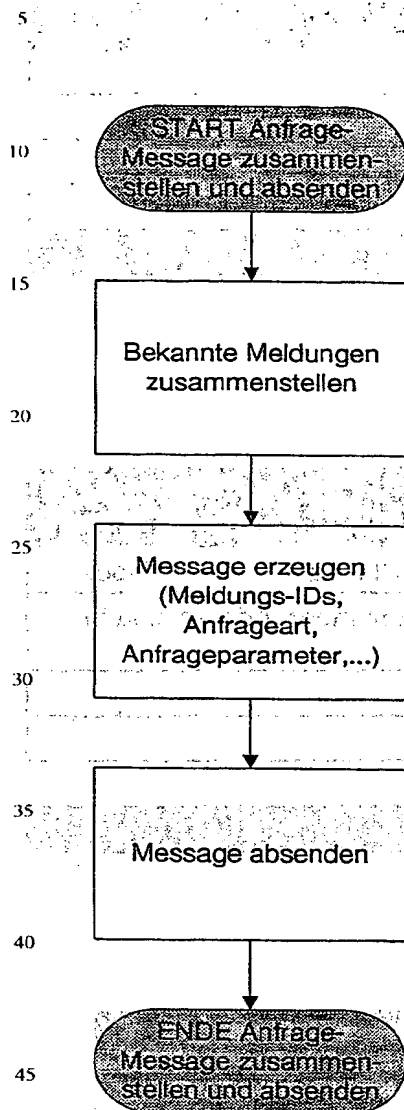 5
START Anfrage-
10
Message zusammen-
stellen und absenden
15
Bekannte Meldungen
zusammenstellen
20
25
Message erzeugen
(Meldungs-IDs,
Anfrageart,
Anfrageparameter,...)
30
35
Message absenden
40
ENDE Anfrage-
Message zusammen-
45
stellen und absenden